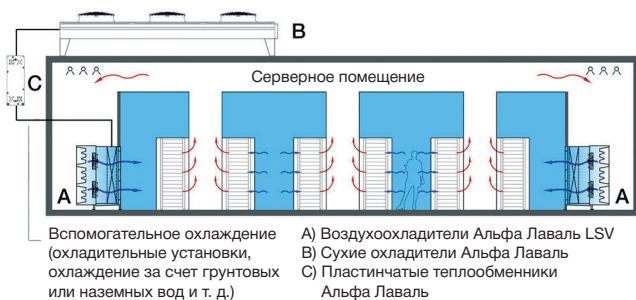 B
C
Серверное помещение
A
A
Вспомогательное охлаждение
(охладительные установки,
охлаждение за счет грунтовых
или наземных вод и т. д.)
A) Воздухоохладители Альфа Лаваль LSV
B) Сухие охладители Альфа Лаваль
C) Пластинчатые теплообменники
Альфа Лаваль